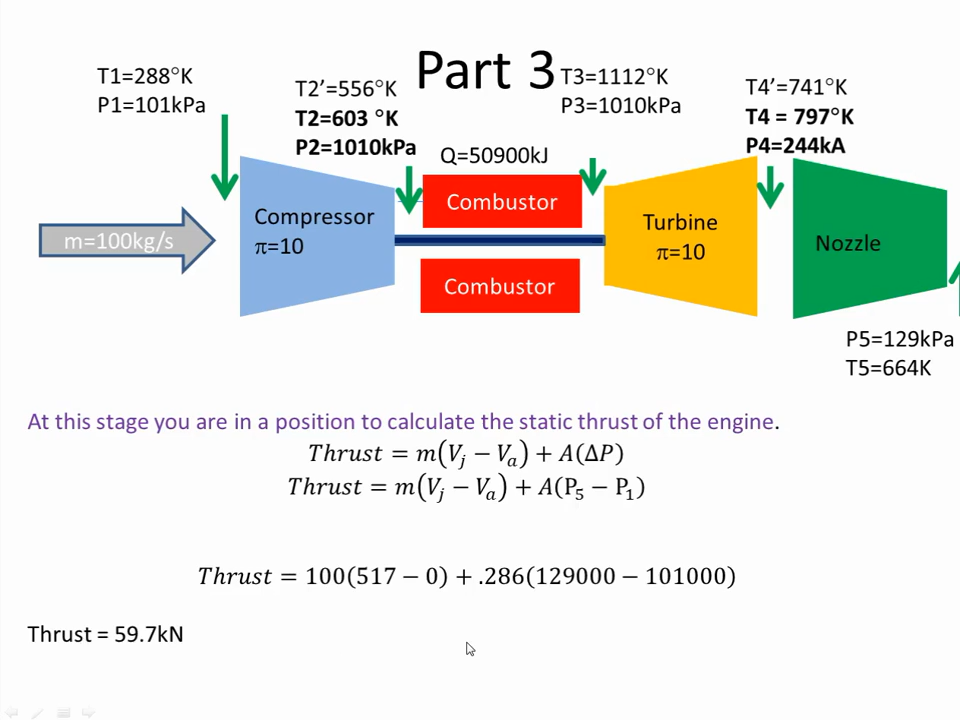 Part 3
T1=288°K
P1=101kPa
T2’=556°K
T2=603 °K
P2=1010kPa
Q=50900kJ
T3=1112°K
P3=1010kPa
T4’=741°K
T4 = 797°K
P4=244kA
m=100kg/s
Compressor
π=10
Combustor
Combustor
Turbine
π=10
Nozzle
P5=129kPa
T5=664K
At this stage you are in a position to calculate the static thrust of the engine.
Thrust = m(Vⱼ − Vₐ) + A(ΔP)
Thrust = m(Vⱼ − Vₐ) + A(P₅ − P₁)
Thrust = 100(517 − 0) + .286(129000 − 101000)
Thrust = 59.7kN